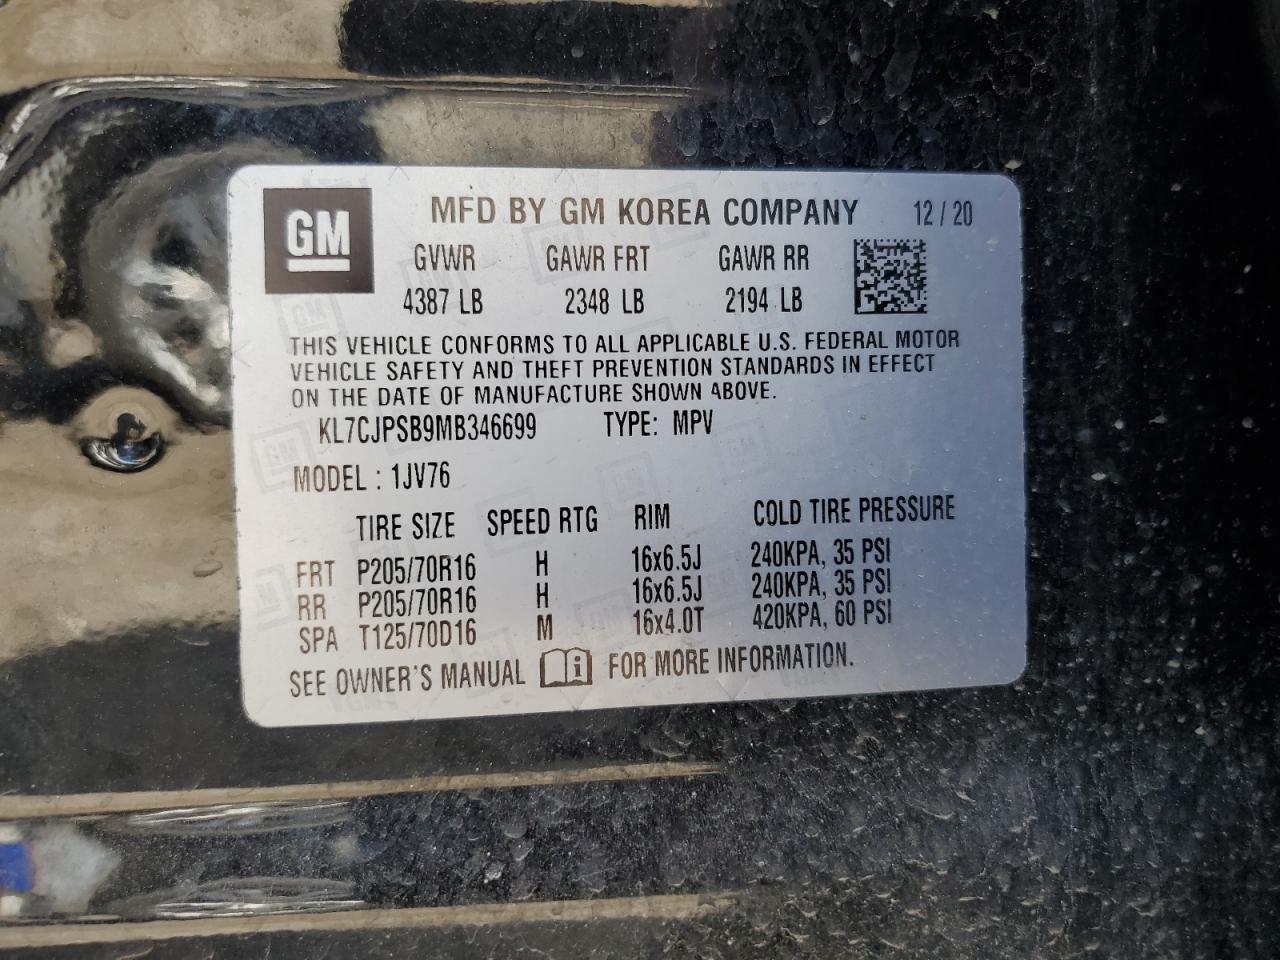 GM MFD BY GM KOREA COMPANY 12/20
GVWR GAWR FRT GAWR RR
4387 LB 2348 LB 2194 LB
THIS VEHICLE CONFORMS TO ALL APPLICABLE U.S. FEDERAL MOTOR
VEHICLE SAFETY AND THEFT PREVENTION STANDARDS IN EFFECT
ON THE DATE OF MANUFACTURE SHOWN ABOVE.
KL7CJPSB9MB346699 TYPE: MPV
MODEL : 1JV76
TIRE SIZE SPEED RTG RIM COLD TIRE PRESSURE
FRT P205/70R16 H 16x6.5J 240KPA, 35 PSI
RR P205/70R16 H 16x6.5J 240KPA, 35 PSI
SPA T125/70D16 M 16x4.0T 420KPA, 60 PSI
SEE OWNER'S MANUAL i FOR MORE INFORMATION.